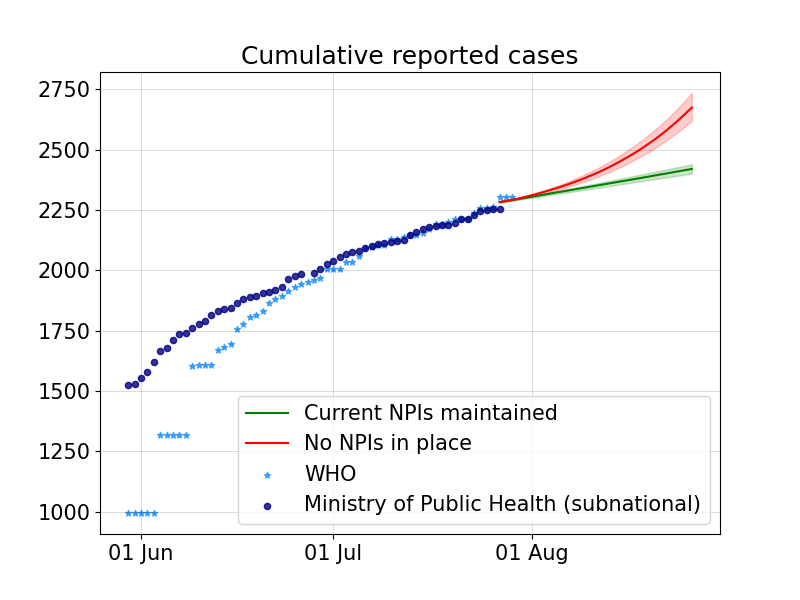 Cumulative reported cases
2750
2500
2250
2000
1750
1500
1250
1000
Current NPIs maintained
No NPIs in place
WHO
Ministry of Public Health (subnational)
01 Jun 01 Jul 01 Aug